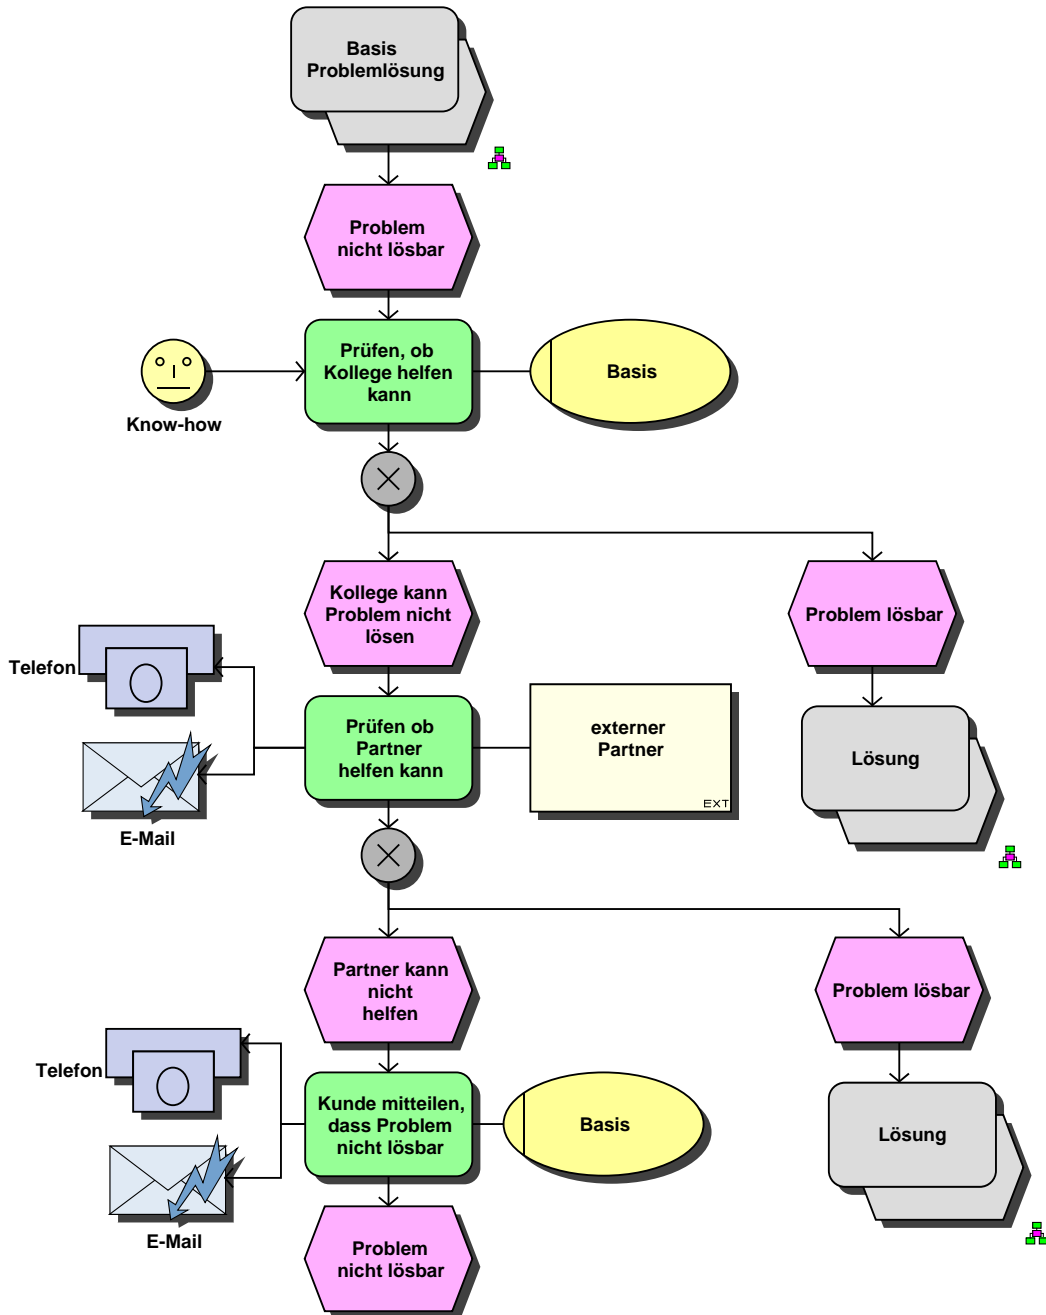 Basis
Problemlösung
Problem
nicht lösbar
Prüfen, ob
Kollege helfen
kann
Basis
Know-how
Kollege kann
Problem nicht
lösen
Problem lösbar
Telefon
Prüfen ob
Partner
helfen kann
externer
Partner
EXT
Lösung
E-Mail
Partner kann
nicht
helfen
Problem lösbar
Telefon
Kunde mitteilen,
dass Problem
nicht lösbar
Basis
Lösung
E-Mail
Problem
nicht lösbar